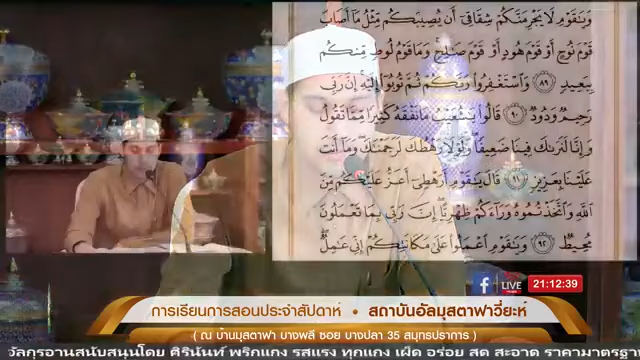 وَيَٰقَوْمِ لَا يَجْرِمَنَّكُمْ شِقَاقِىٓ أَن يُصِيبَكُم مِّثْلُ مَآ أَصَابَ
قَوْمَ نُوحٍ أَوْ قَوْمَ هُودٍ أَوْ قَوْمَ صَٰلِحٍ ۚ وَمَا قَوْمُ لُوطٍ مِّنكُم
بِبَعِيدٍ ٨٩ وَٱسْتَغْفِرُوا۟ رَبَّكُمْ ثُمَّ تُوبُوٓا۟ إِلَيْهِ ۚ إِنَّ رَبِّى
رَحِيمٌ وَدُودٌ ٩٠ قَالُوا۟ يَٰشُعَيْبُ مَا نَفْقَهُ كَثِيرًا مِّمَّا تَقُولُ
وَإِنَّا لَنَرَىٰكَ فِينَا ضَعِيفًا ۖ وَلَوْلَا رَهْطُكَ لَرَجَمْنَٰكَ ۖ وَمَآ أَنتَ
عَلَيْنَا بِعَزِيزٍ ٩١ قَالَ يَٰقَوْمِ أَرَهْطِىٓ أَعَزُّ عَلَيْكُم مِّنَ
ٱللَّهِ وَٱتَّخَذْتُمُوهُ وَرَآءَكُمْ ظِهْرِيًّا ۖ إِنَّ رَبِّى بِمَا تَعْمَلُونَ
مُحِيطٌ ٩٢ وَيَٰقَوْمِ ٱعْمَلُوا۟ عَلَىٰ مَكَانَتِكُمْ إِنِّى عَٰمِلٌ ۖ
f LIVE 21:12:39
การเรียนการสอนประจำสัปดาห์ • สถาบันอัลมุสตาฟาวียะห์
( ณ บ้านมุสตาฟา บางพลี ซอย บางปลา 35 สมุทรปราการ )
วัลกุรอานสนับสนุนโดย ศิรินันท์ พริกแกง รสแรง ทุกแกง เผ็ด อร่อย สด สะอาด ราคามาตรฐา